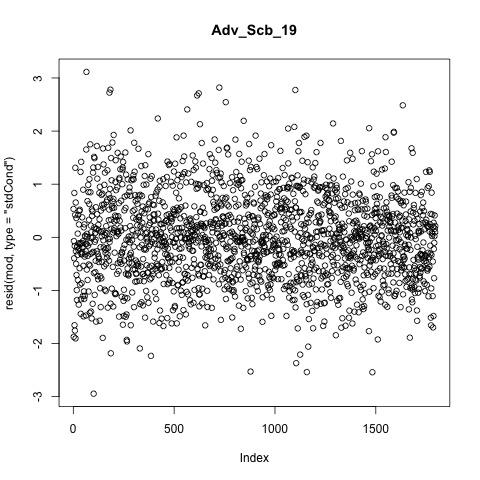 Adv_Scb_19
resid(mod, type = "stdCond")
3
2
1
0
-1
-2
-3
0 500 1000 1500
Index